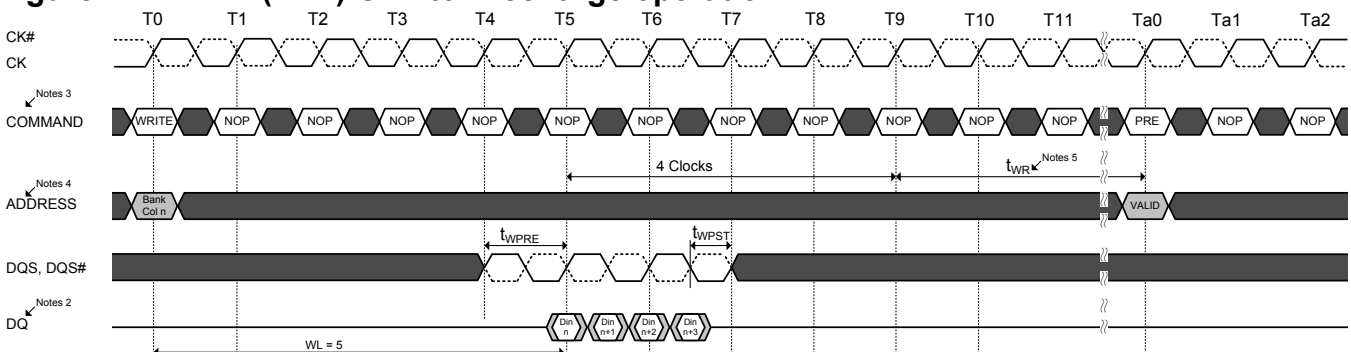 T0 T1 T2 T3 T4 T5 T6 T7 T8 T9 T10 T11 Ta0 Ta1 Ta2
CK#
CK
Notes 3
COMMAND WRITE NOP NOP NOP NOP NOP NOP NOP NOP NOP NOP NOP PRE NOP NOP
4 Clocks tWR Notes 5
Notes 4
ADDRESS Bank Col n VALID
tWPRE tWPST
DQS, DQS#
Notes 2
DQ Din n Din n+1 Din n+2 Din n+3
WL = 5